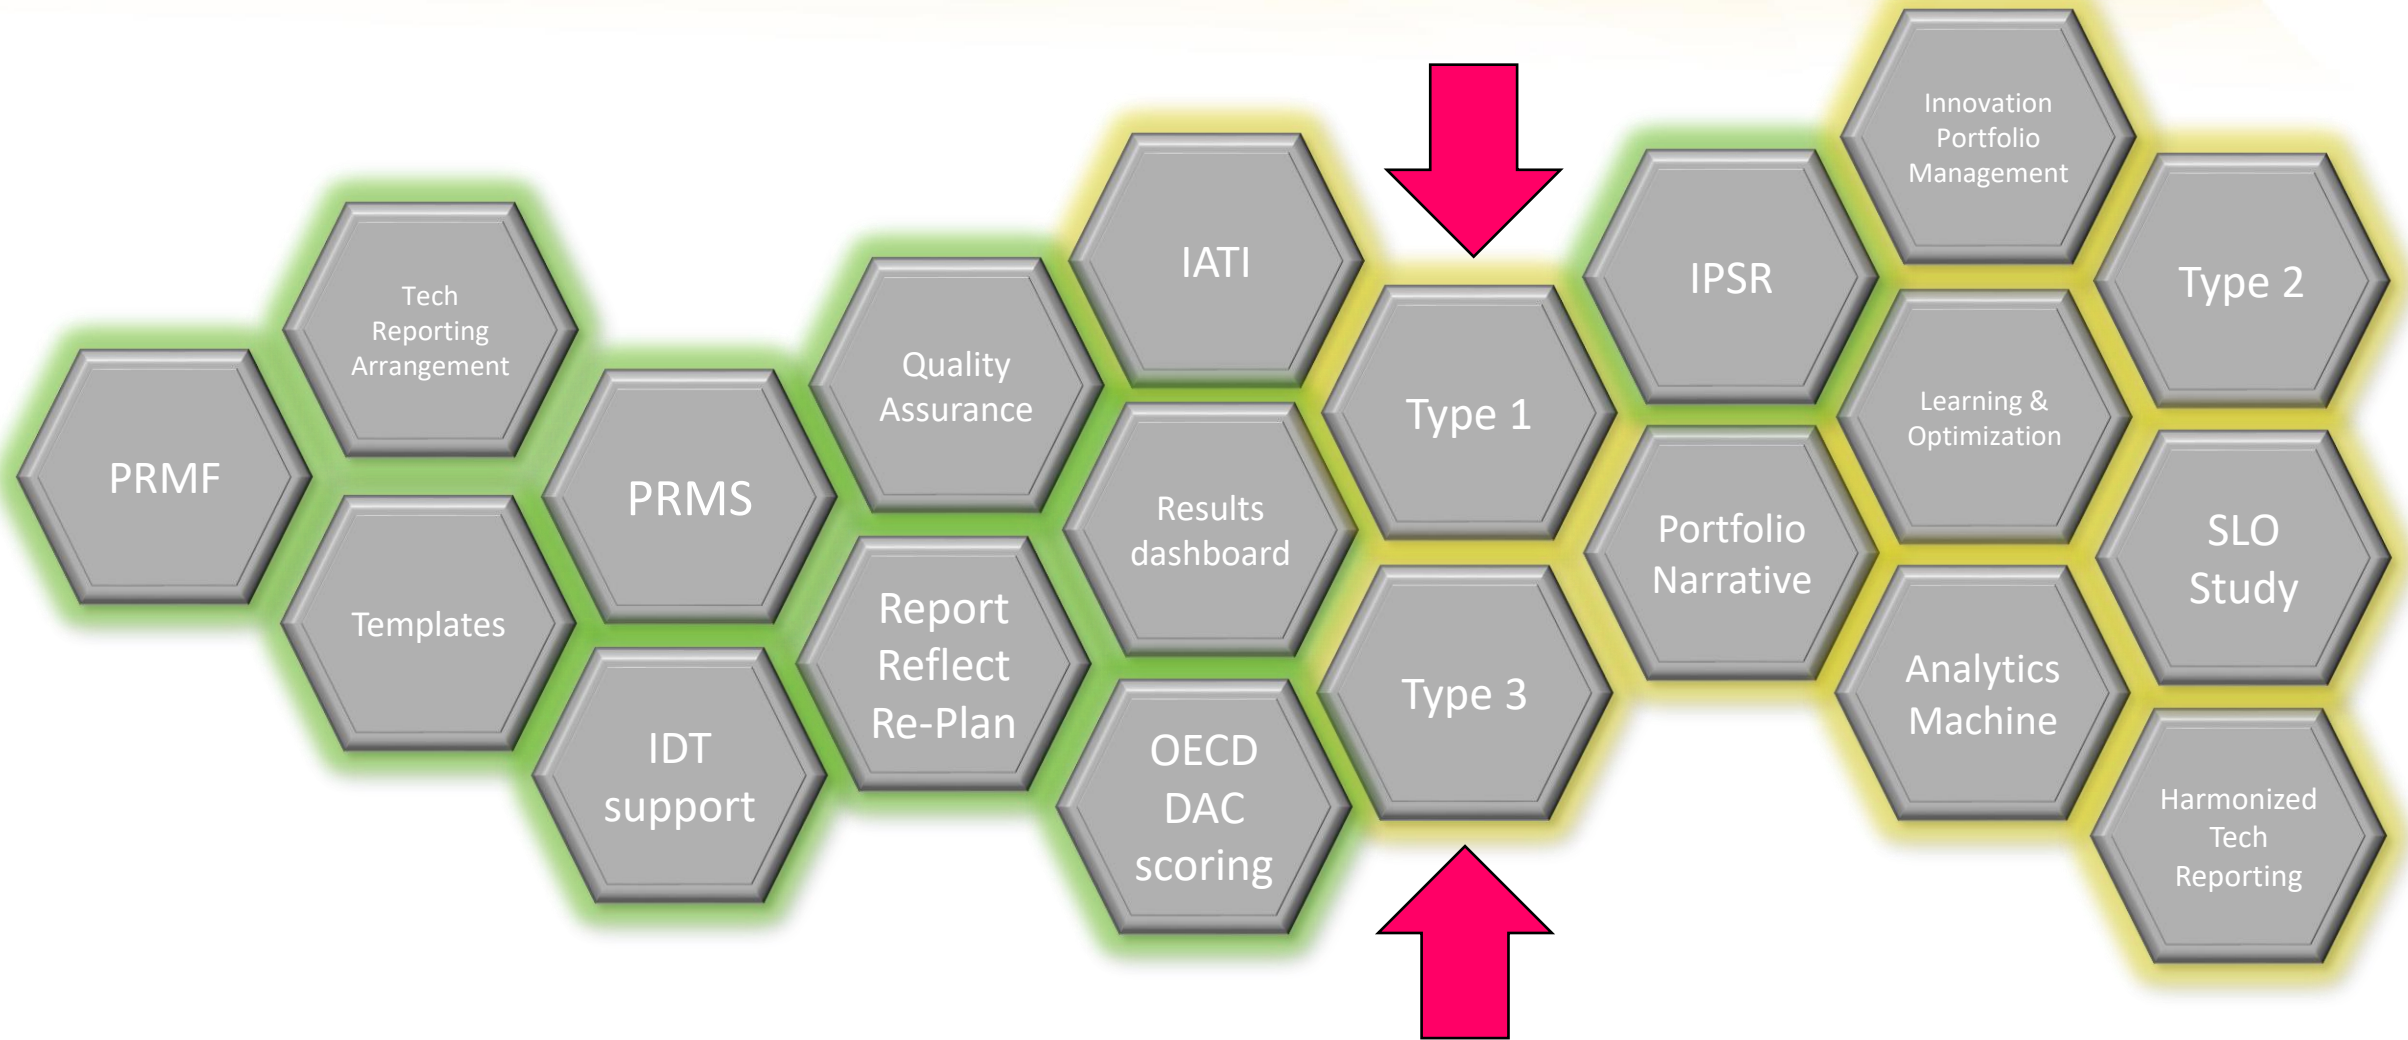 PRMF
Tech
Reporting
Arrangement
Templates
PRMS
IDT
support
Quality
Assurance
Report
Reflect
Re-Plan
IATI
Results
dashboard
OECD
DAC
scoring
Type 1
Type 3
IPSR
Portfolio
Narrative
Innovation
Portfolio
Management
Learning &
Optimization
Analytics
Machine
Type 2
SLO
Study
Harmonized
Tech
Reporting